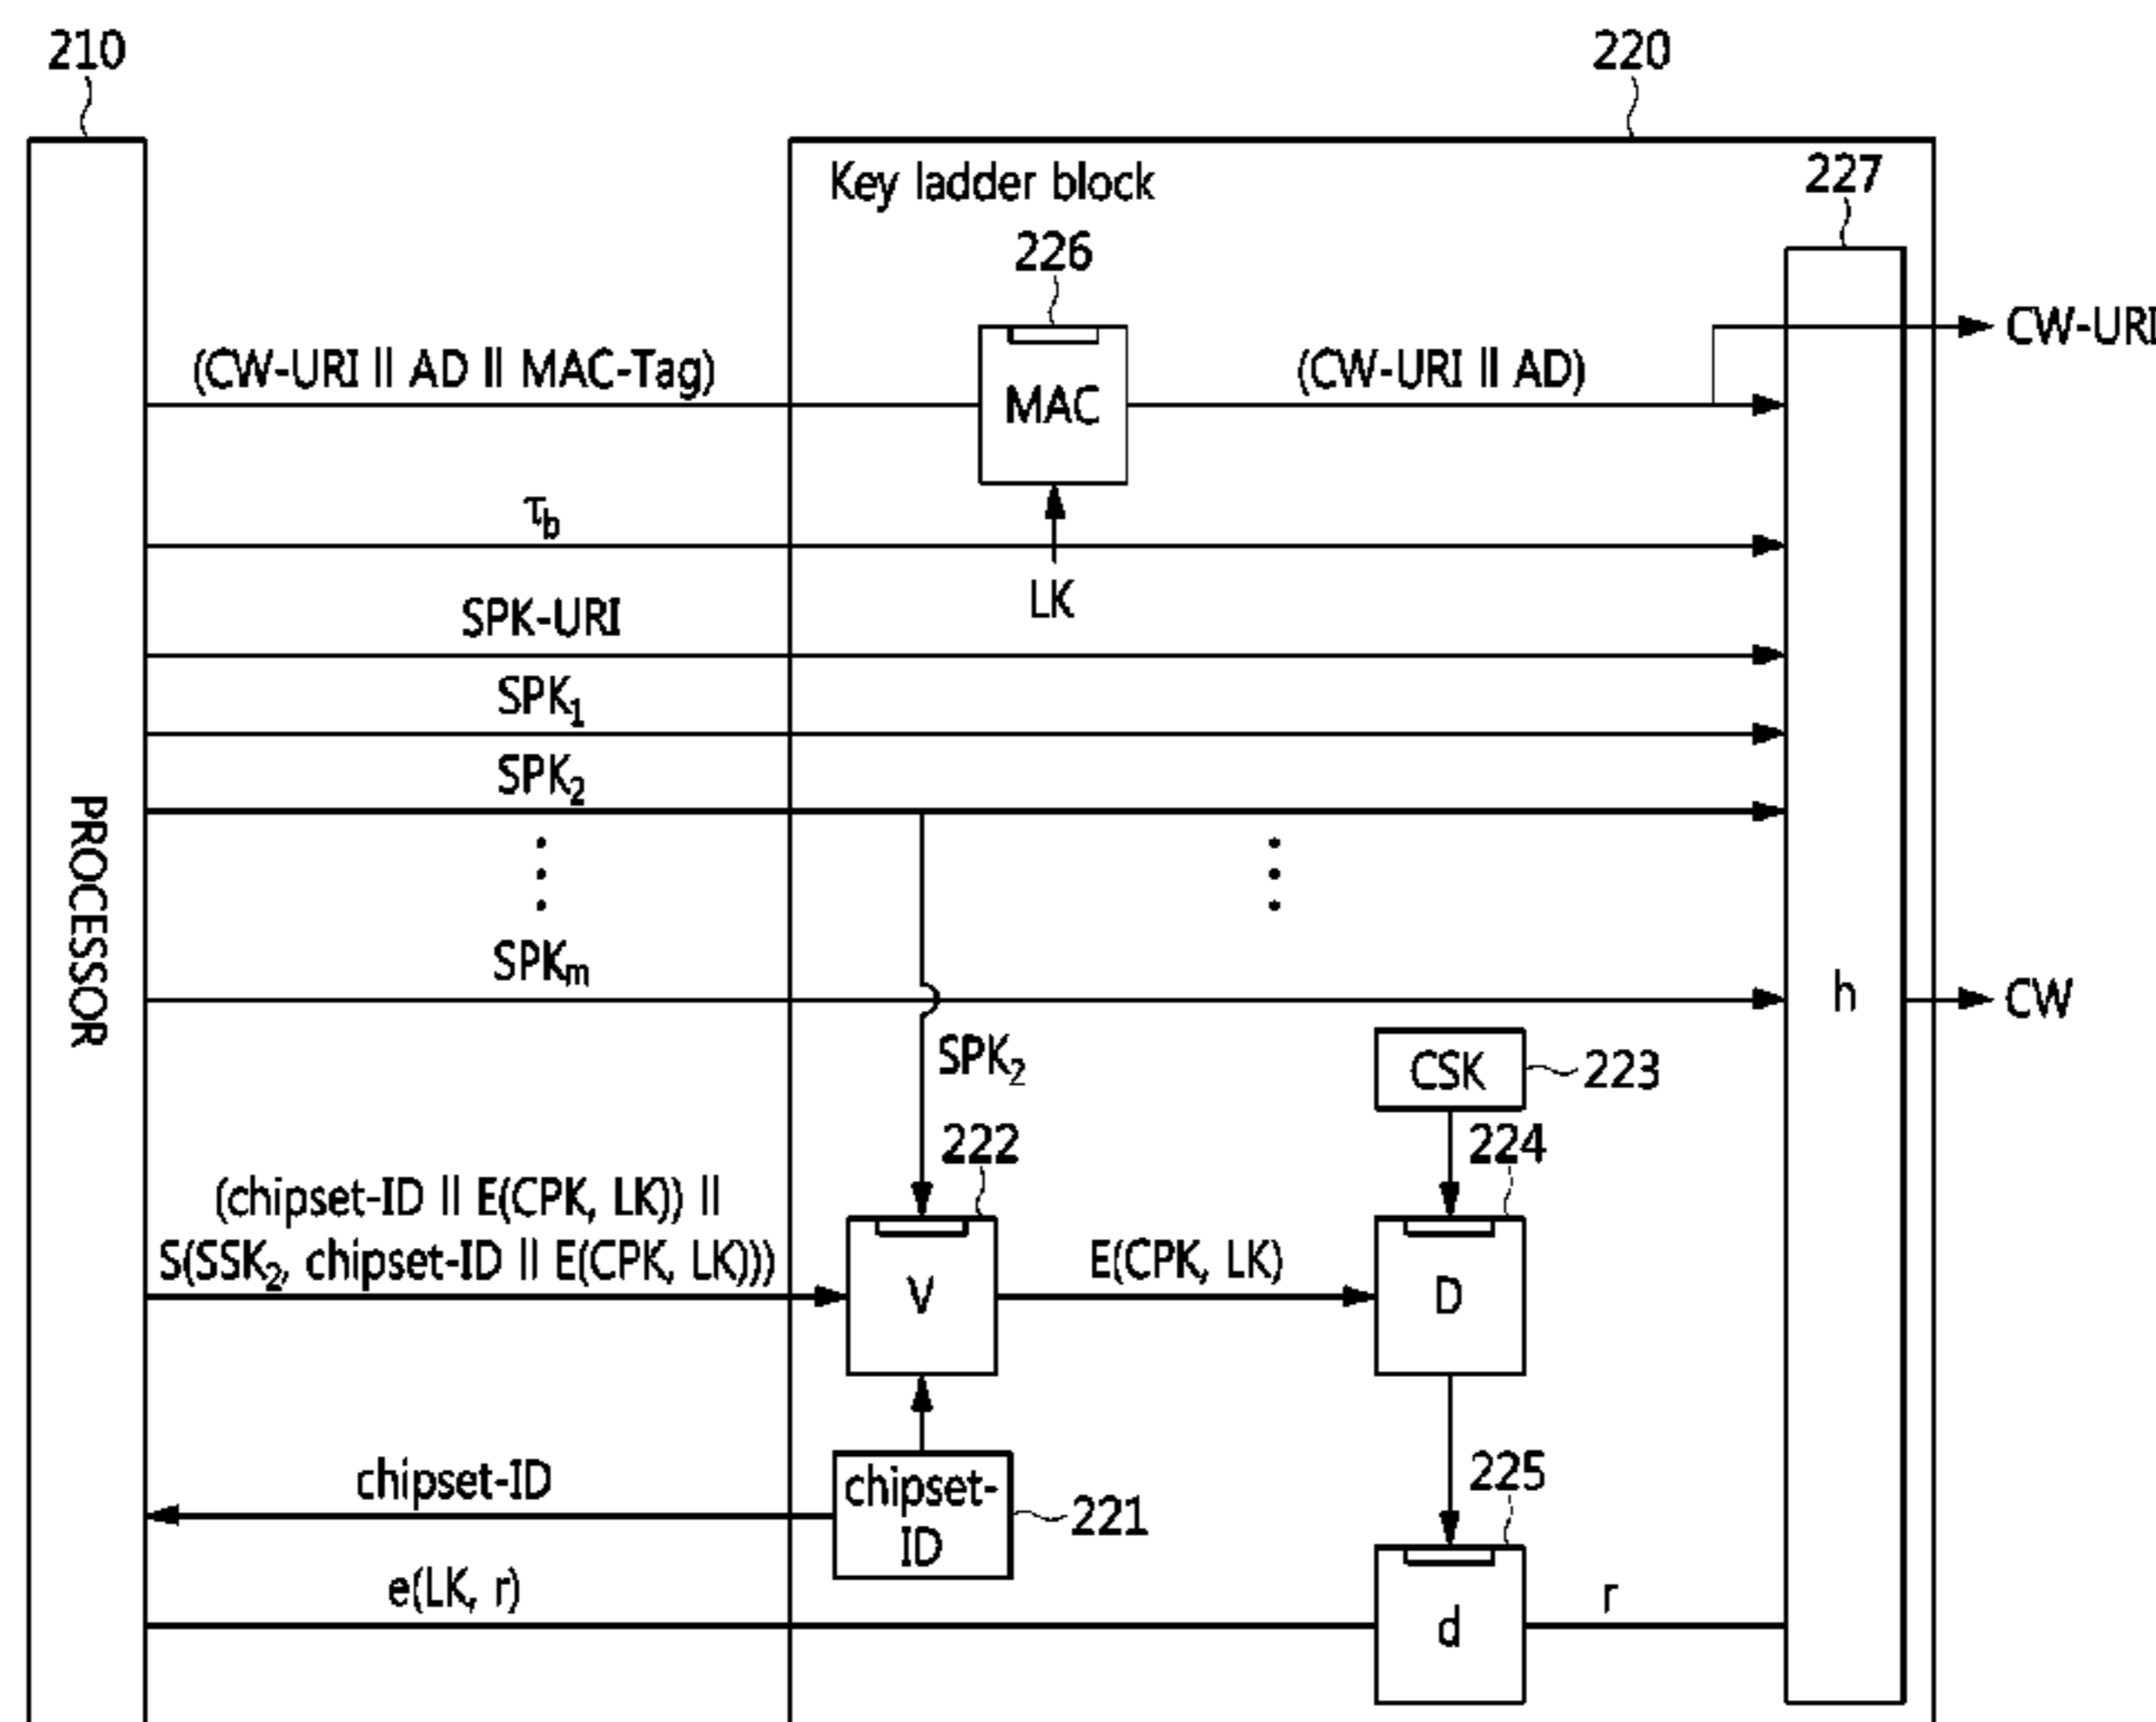 210
220
Key ladder block
227
226
CW-URI
(CW-URI || AD || MAC-Tag)
MAC
(CW-URI || AD)
τb
LK
SPK-URI
SPK1
SPK2
PROCESSOR
SPKm
h
CW
SPK2
CSK
223
222
224
(chipset-ID || E(CPK, LK)) ||
S(SSK2, chipset-ID || E(CPK, LK)))
V
E(CPK, LK)
D
chipset-ID
chipset-
ID
221
225
e(LK, r)
d
r